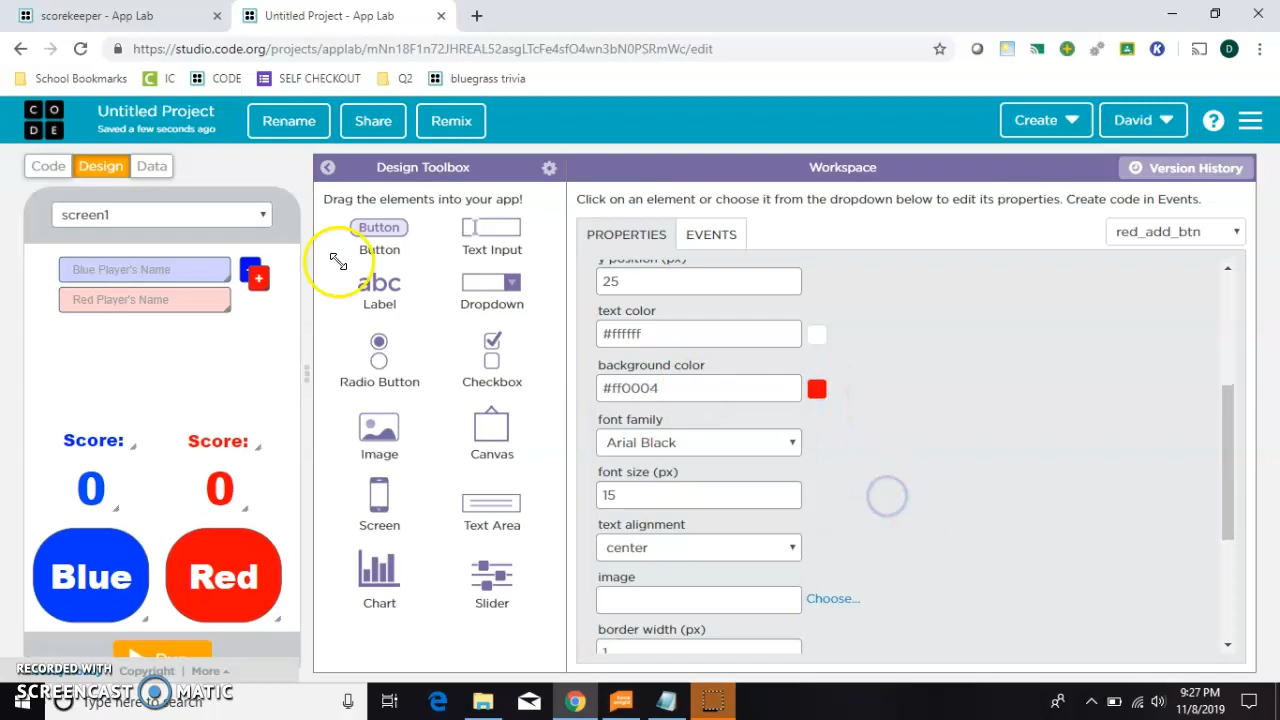 scorekeeper - App Lab
Untitled Project - App Lab
https://studio.code.org/projects/applab/mNn18F1n72JHREAL52asgLTcFe4sfO4wn3bN0PSRmWc/edit
School Bookmarks IC CODE SELF CHECKOUT Q2 bluegrass trivia
C O D E
Untitled Project
Saved a few seconds ago
Rename Share Remix Create David ?
Code Design Data
Design Toolbox
Workspace
Version History
screen1
Drag the elements into your app!
Click on an element or choose it from the dropdown below to edit its properties. Create code in Events.
Button
Button
Text Input
abc
Label
Dropdown
Radio Button
Checkbox
Image
Canvas
Screen
Text Area
Chart
Slider
PROPERTIES EVENTS
red_add_btn
y position (px)
25
text color
#ffffff
background color
#ff0004
font family
Arial Black
font size (px)
15
text alignment
center
image
Choose...
border width (px)
1
Blue Player's Name
+
Red Player's Name
Score: Score:
0 0
Blue Red
Copyright More
RECORDED WITH
SCREENCAST MATIC
Type here to search
9:27 PM
11/8/2019